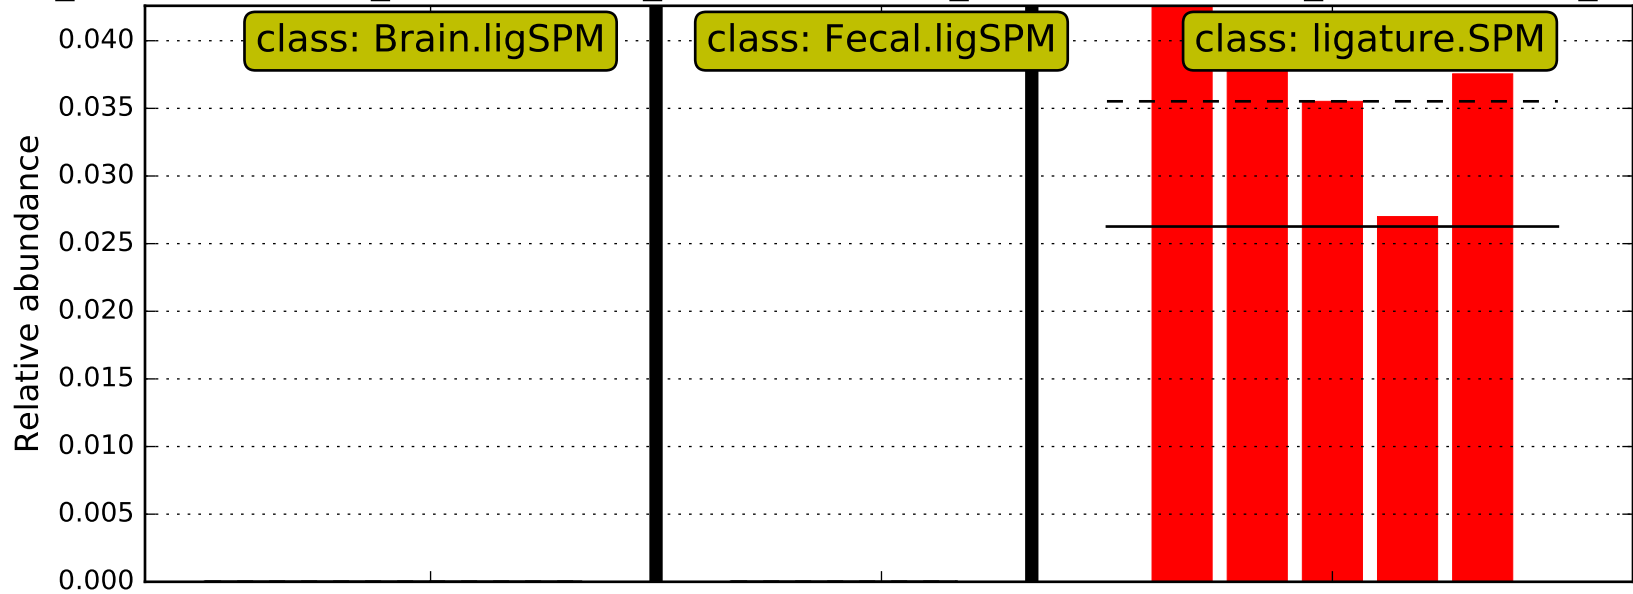 class: Brain.ligSPM
class: Fecal.ligSPM
class: ligature.SPM
Relative abundance
0.040
0.035
0.030
0.025
0.020
0.015
0.010
0.005
0.000